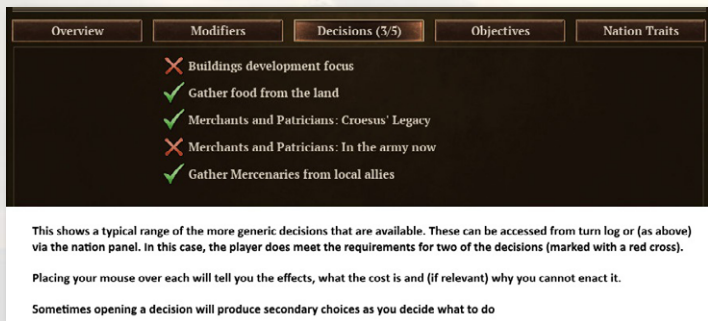 Overview Modifiers Decisions (3/5) Objectives Nation Traits
Buildings development focus
Gather food from the land
Merchants and Patricians: Croesus' Legacy
Merchants and Patricians: In the army now
Gather Mercenaries from local allies
This shows a typical range of the more generic decisions that are available. These can be accessed from turn log or (as above)
via the nation panel. In this case, the player does meet the requirements for two of the decisions (marked with a red cross).
Placing your mouse over each will tell you the effects, what the cost is and (if relevant) why you cannot enact it.
Sometimes opening a decision will produce secondary choices as you decide what to do